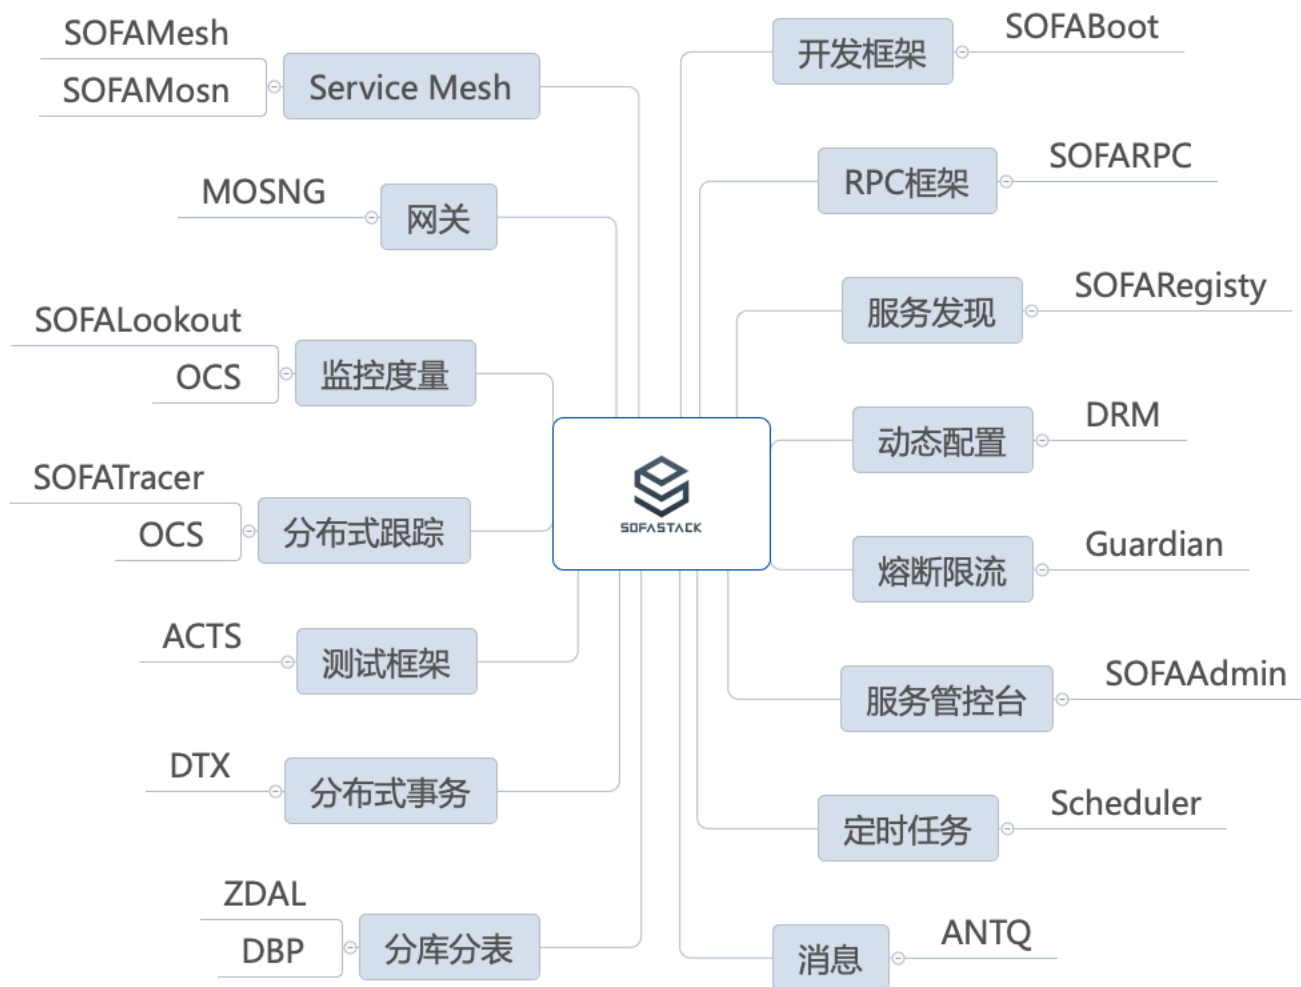 SOFAMesh
SOFAMosn
Service Mesh
MOSNG
网关
SOFALookout
OCS
监控度量
SOFATracer
OCS
分布式跟踪
ACTS
测试框架
DTX
分布式事务
ZDAL
DBP
分库分表
SOFASTACK
开发框架
SOFABoot
RPC框架
SOFARPC
服务发现
SOFARegisty
动态配置
DRM
熔断限流
Guardian
服务管控台
SOFAAdmin
定时任务
Scheduler
消息
ANTQ